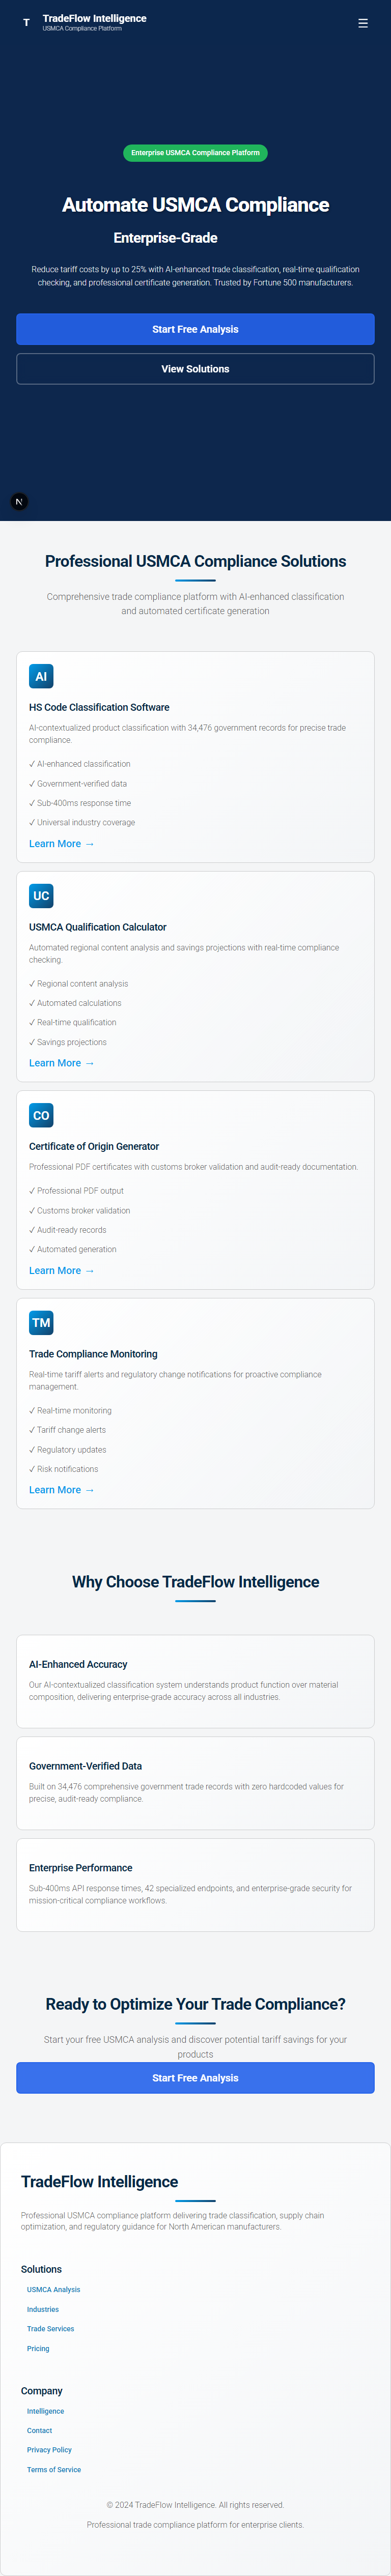 T
TradeFlow Intelligence
USMCA Compliance Platform
☰
Enterprise USMCA Compliance Platform
Automate USMCA Compliance
Enterprise-Grade
Reduce tariff costs by up to 25% with AI-enhanced trade classification, real-time qualification
checking, and professional certificate generation. Trusted by Fortune 500 manufacturers.
Start Free Analysis
View Solutions
N
Professional USMCA Compliance Solutions
Comprehensive trade compliance platform with AI-enhanced classification
and automated certificate generation
AI
HS Code Classification Software
AI-contextualized product classification with 34,476 government records for precise trade
compliance.
✓ AI-enhanced classification
✓ Government-verified data
✓ Sub-400ms response time
✓ Universal industry coverage
Learn More →
UC
USMCA Qualification Calculator
Automated regional content analysis and savings projections with real-time compliance
checking.
✓ Regional content analysis
✓ Automated calculations
✓ Real-time qualification
✓ Savings projections
Learn More →
CO
Certificate of Origin Generator
Professional PDF certificates with customs broker validation and audit-ready documentation.
✓ Professional PDF output
✓ Customs broker validation
✓ Audit-ready records
✓ Automated generation
Learn More →
TM
Trade Compliance Monitoring
Real-time tariff alerts and regulatory change notifications for proactive compliance
management.
✓ Real-time monitoring
✓ Tariff change alerts
✓ Regulatory updates
✓ Risk notifications
Learn More →
Why Choose TradeFlow Intelligence
AI-Enhanced Accuracy
Our AI-contextualized classification system understands product function over material
composition, delivering enterprise-grade accuracy across all industries.
Government-Verified Data
Built on 34,476 comprehensive government trade records with zero hardcoded values for
precise, audit-ready compliance.
Enterprise Performance
Sub-400ms API response times, 42 specialized endpoints, and enterprise-grade security for
mission-critical compliance workflows.
Ready to Optimize Your Trade Compliance?
Start your free USMCA analysis and discover potential tariff savings for your
products
Start Free Analysis
TradeFlow Intelligence
Professional USMCA compliance platform delivering trade classification, supply chain
optimization, and regulatory guidance for North American manufacturers.
Solutions
USMCA Analysis
Industries
Trade Services
Pricing
Company
Intelligence
Contact
Privacy Policy
Terms of Service
© 2024 TradeFlow Intelligence. All rights reserved.
Professional trade compliance platform for enterprise clients.